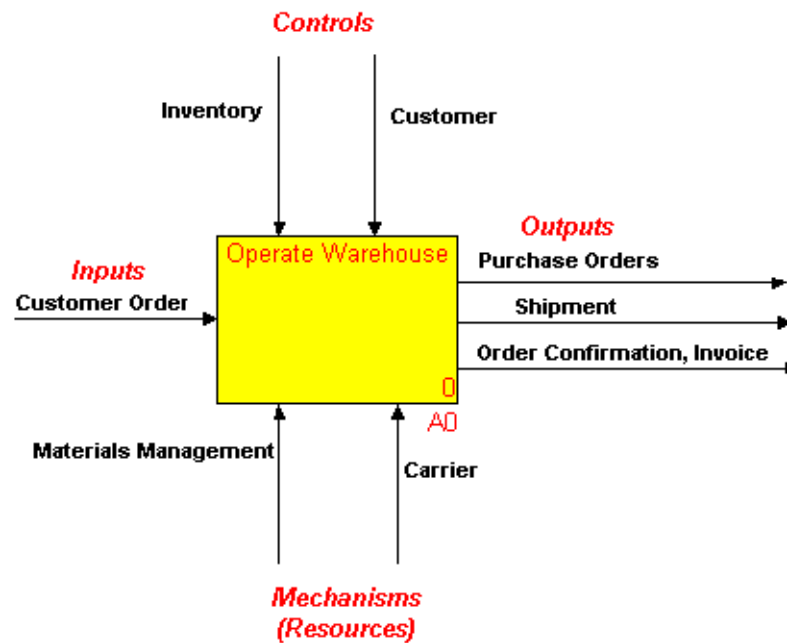 Controls
Inventory
Customer
Operate Warehouse
Outputs
Inputs
Purchase Orders
Customer Order
Shipment
Order Confirmation, Invoice
0
A0
Materials Management
Carrier
Mechanisms
(Resources)